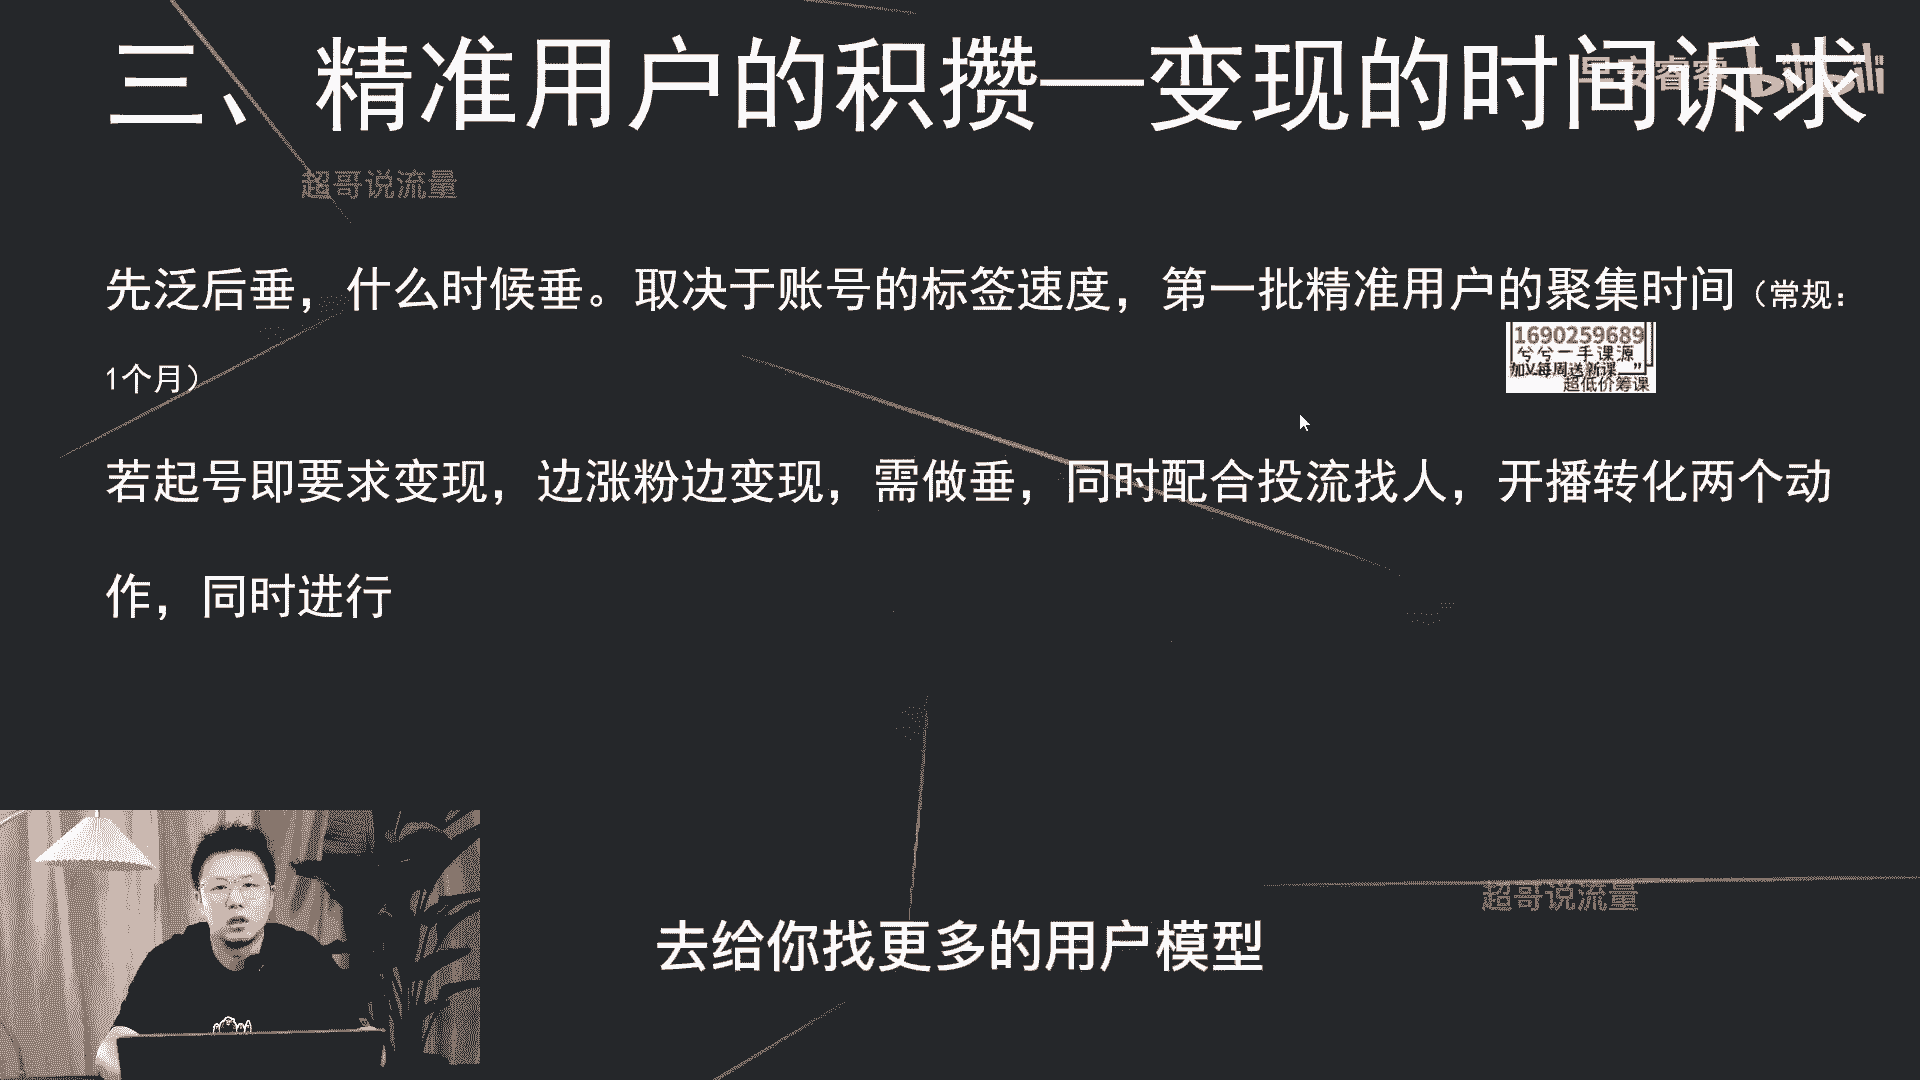 三、精准用户的积攒—变现的时间诉求
早安睿睿 bilibili
超哥说流量
先泛后垂，什么时候垂。取决于账号的标签速度，第一批精准用户的聚集时间（常规：
1个月）
1690259689
兮兮一手课源
加V每周送新课
超低价筹课
若起号即要求变现，边涨粉边变现，需做垂，同时配合投流找人，开播转化两个动
作，同时进行
超哥说流量
去给你找更多的用户模型